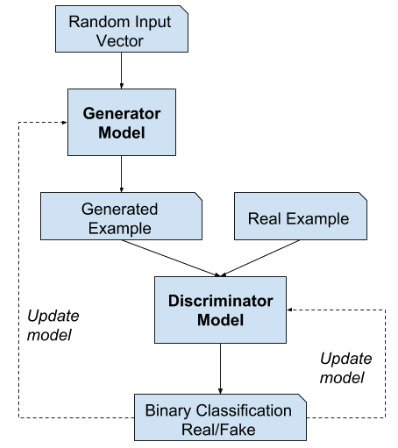 Random Input
Vector
Generator
Model
Generated
Example
Real Example
Discriminator
Model
Update
model
Update
model
Binary Classification
Real/Fake